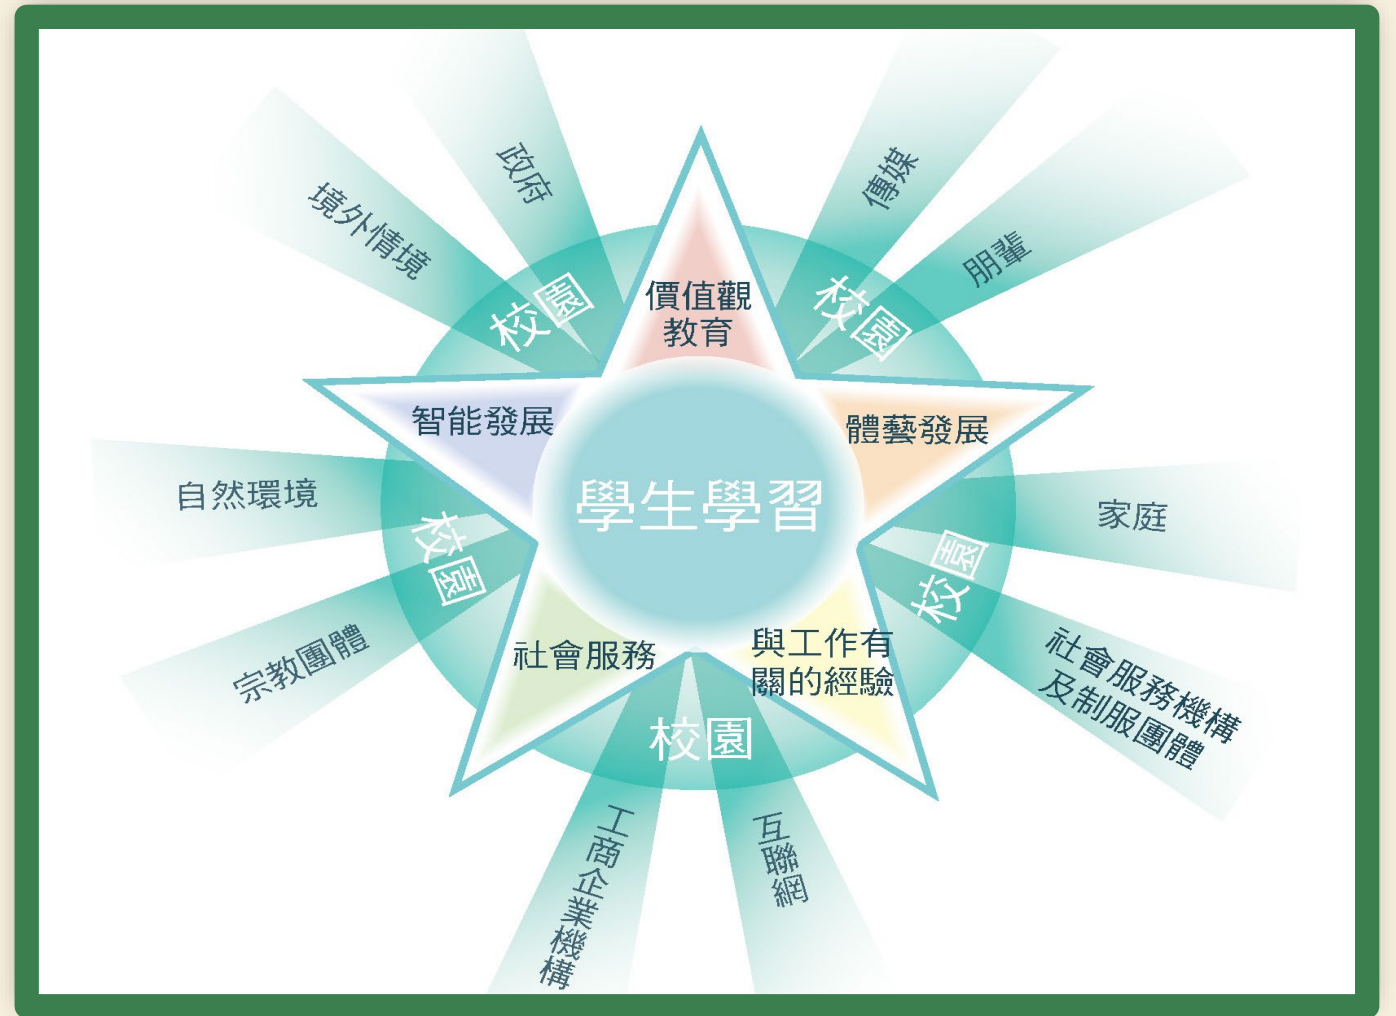 政府
傳媒
境外情境
朋輩
校園
校園
價值觀
教育
智能發展
體藝發展
學生學習
自然環境
家庭
校園
校園
宗教團體
社會服務
與工作有
關的經驗
社會服務機構
及制服團體
校園
工商企業機構
互聯網